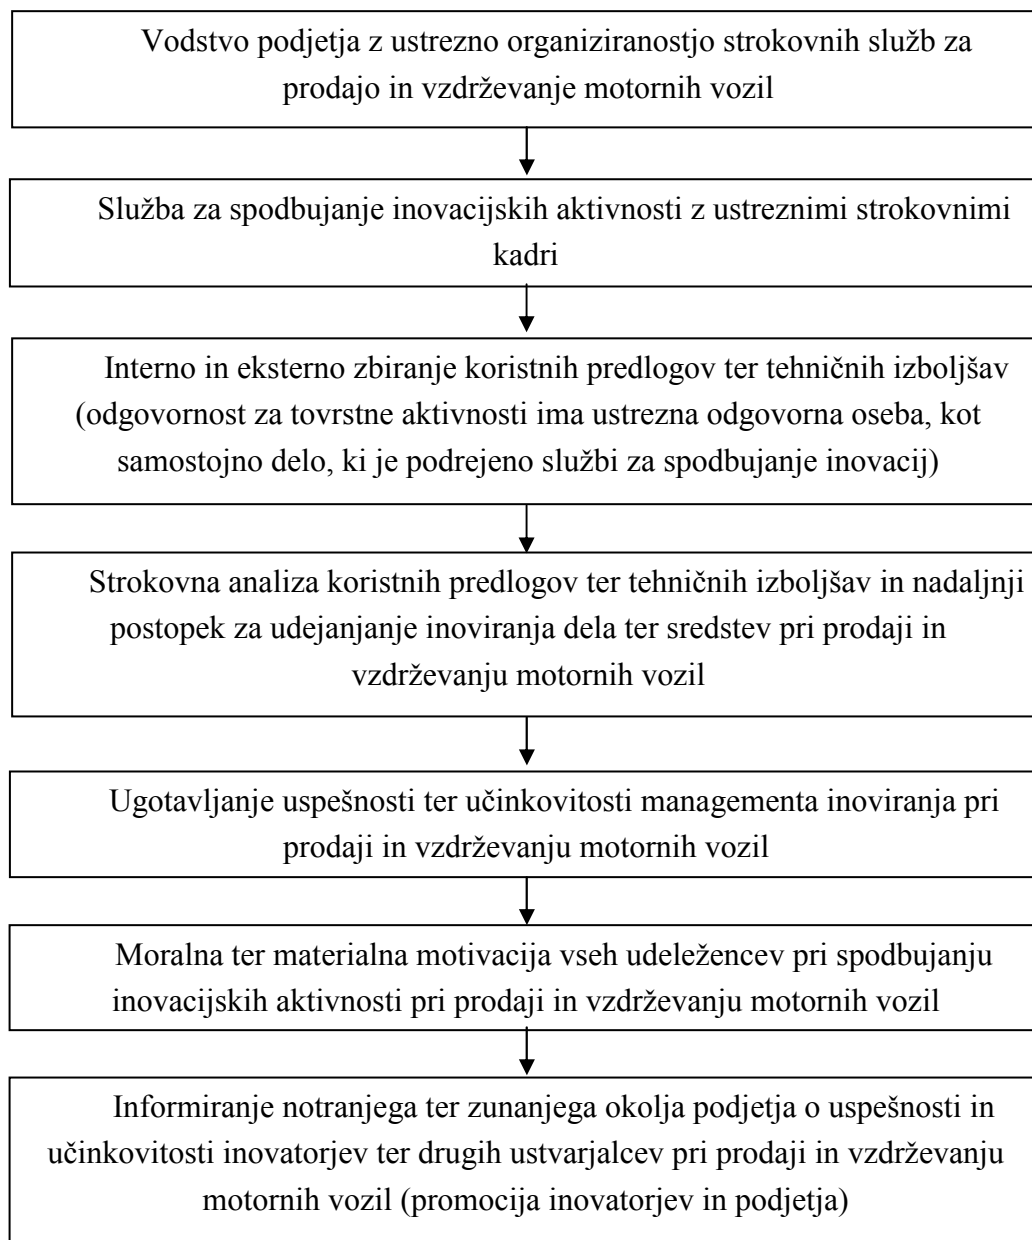 Vodstvo podjetja z ustrezno organiziranostjo strokovnih služb za
prodajo in vzdrževanje motornih vozil
Služba za spodbujanje inovacijskih aktivnosti z ustreznimi strokovnimi
kadri
Interno in eksterno zbiranje koristnih predlogov ter tehničnih izboljšav
(odgovornost za tovrstne aktivnosti ima ustrezna odgovorna oseba, kot
samostojno delo, ki je podrejeno službi za spodbujanje inovacij)
Strokovna analiza koristnih predlogov ter tehničnih izboljšav in nadaljnji
postopek za udejanjanje inoviranja dela ter sredstev pri prodaji in
vzdrževanju motornih vozil
Ugotavljanje uspešnosti ter učinkovitosti managementa inoviranja pri
prodaji in vzdrževanju motornih vozil
Moralna ter materialna motivacija vseh udeležencev pri spodbujanju
inovacijskih aktivnosti pri prodaji in vzdrževanju motornih vozil
Informiranje notranjega ter zunanjega okolja podjetja o uspešnosti in
učinkovitosti inovatorjev ter drugih ustvarjalcev pri prodaji in vzdrževanju
motornih vozil (promocija inovatorjev in podjetja)